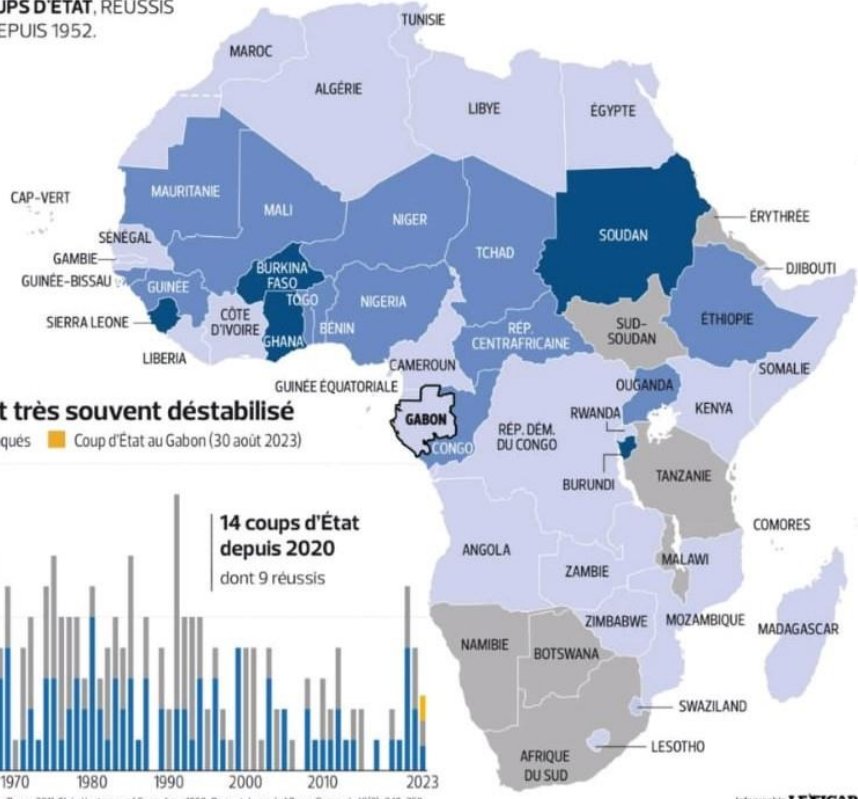 UPS D'ÉTAT, RÉUSSIS
EPUIS 1952.
TUNISIE
MAROC
ALGÉRIE
LIBYE
ÉGYPTE
CAP-VERT
MAURITANIE
MALI
NIGER
TCHAD
SOUDAN
ÉRYTHRÉE
SÉNÉGAL
GAMBIE
GUINÉE-BISSAU
GUINÉE
BURKINA
FASO
DJIBOUTI
SIERRA LEONE
CÔTE
D'IVOIRE
TOGO
GHANA
BÉNIN
NIGERIA
RÉP.
CENTRAFRICAINE
SUD-
SOUDAN
ÉTHIOPIE
LIBERIA
CAMEROUN
SOMALIE
GUINÉE ÉQUATORIALE
OUGANDA
KENYA
t très souvent déstabilisé
qués
Coup d'État au Gabon (30 août 2023)
GABON
CONGO
RÉP. DÉM.
DU CONGO
RWANDA
BURUNDI
TANZANIE
14 coups d'État
depuis 2020
dont 9 réussis
COMORES
ANGOLA
ZAMBIE
MALAWI
ZIMBABWE
MOZAMBIQUE
MADAGASCAR
NAMIBIE
BOTSWANA
SWAZILAND
LESOTHO
AFRIQUE
DU SUD
1970
1980
1990
2000
2010
2023